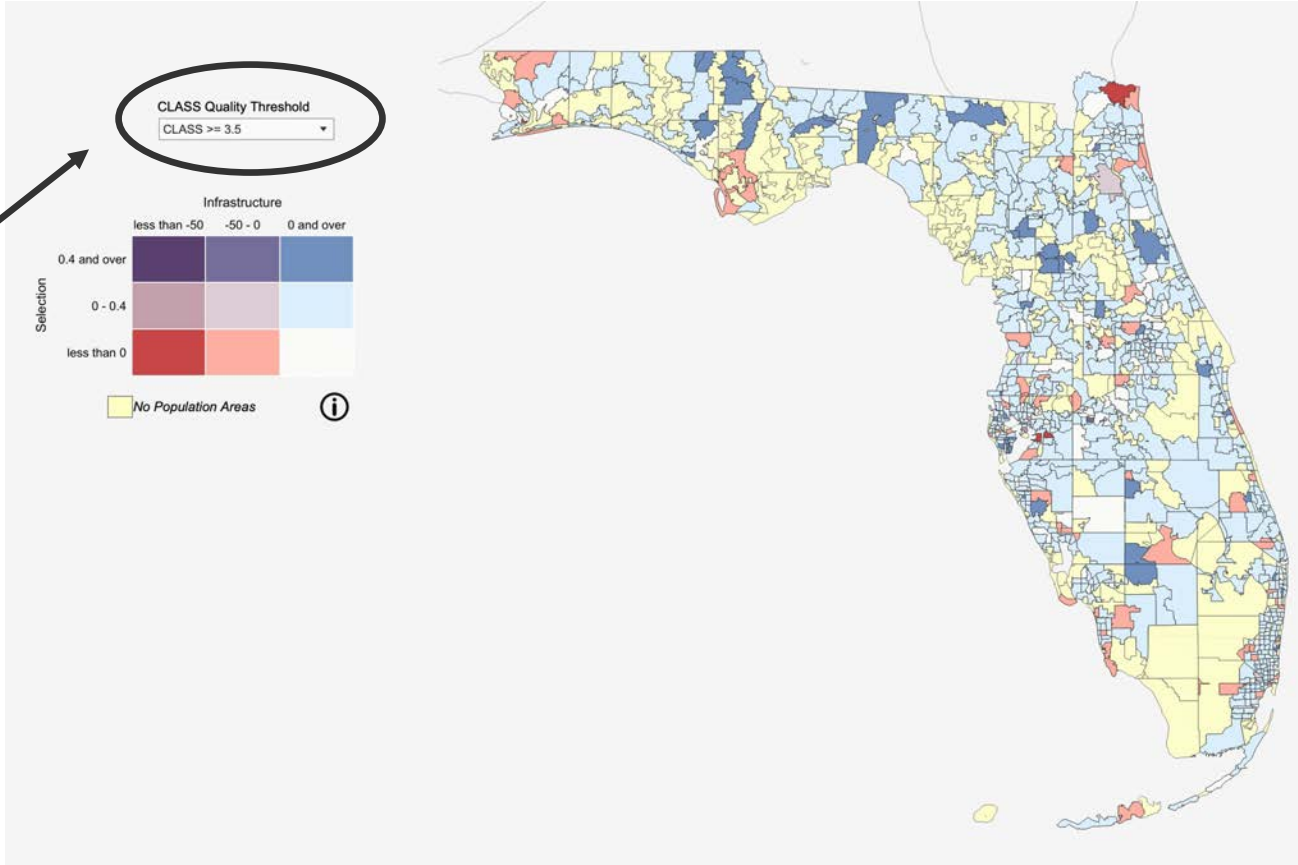 CLASS Quality Threshold
CLASS >= 3.5
Infrastructure
less than -50 -50 - 0 0 and over
Selection
0.4 and over
0 - 0.4
less than 0
No Population Areas
i